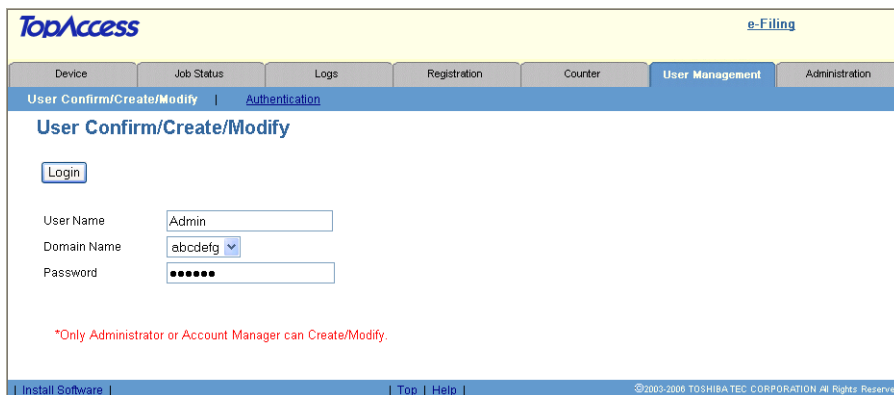 TopAccess
e-Filing
Device Job Status Logs Registration Counter User Management Administration
User Confirm/Create/Modify | Authentication
User Confirm/Create/Modify
Login
User Name Admin
Domain Name abcdefg
Password ●●●●●●
*Only Administrator or Account Manager can Create/Modify.
| Install Software | | Top | Help | ©2003-2006 TOSHIBA TEC CORPORATION All Rights Reserve